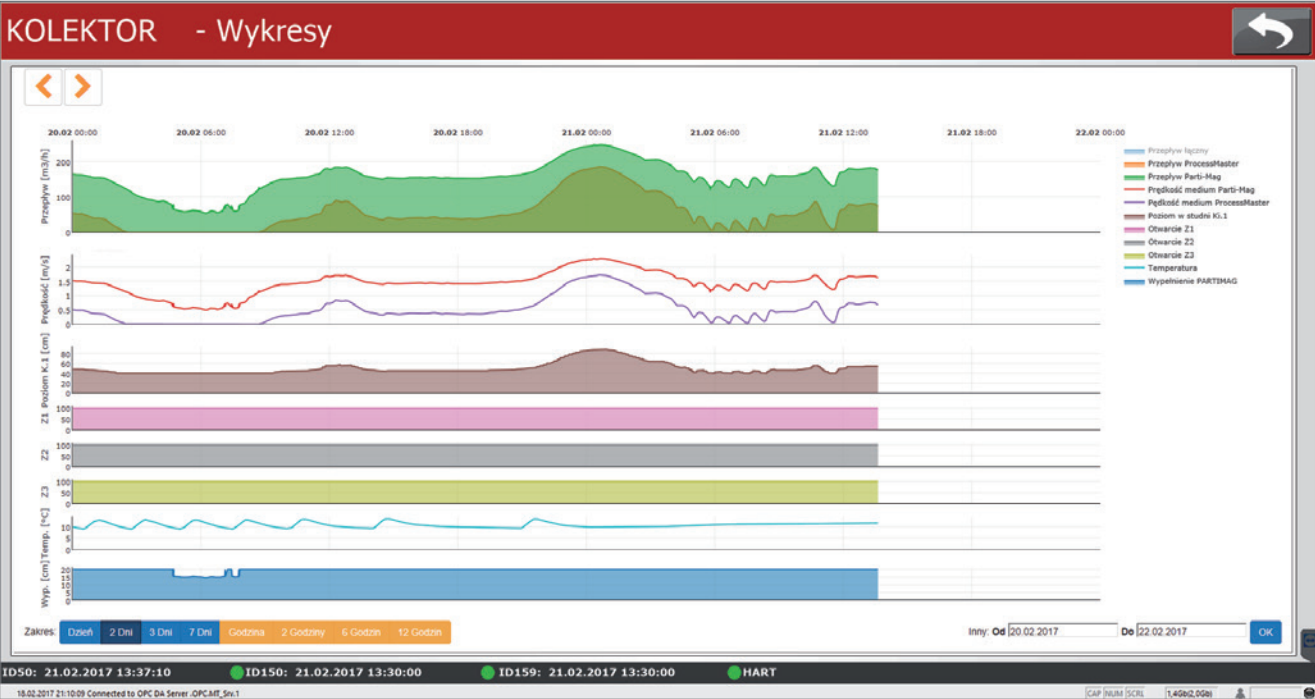 KOLEKTOR - Wykresy
20.02 00:00 20.02 06:00 20.02 12:00 20.02 18:00 21.02 00:00 21.02 06:00 21.02 12:00 21.02 18:00 22.02 00:00
Przepływ [m3/h]
200
100
0
Przepływ łączny
Przepływ ProcessMaster
Przepływ Parti-Mag
Prędkość medium Parti-Mag
Pędkość medium ProcessMaster
Poziom w studni Ki.1
Otwarcie Z1
Otwarcie Z2
Otwarcie Z3
Temperatura
Wypełnienie PARTIMAG
Prędkość [m/s]
2
1.5
1
0.5
0
Poziom K.1 [cm]
80
60
40
20
0
Z1
100
50
0
Z2
100
50
0
Z3
100
50
0
Temp. [°C]
10
5
0
Wyp. [cm]
20
15
10
5
0
Zakres: Dzień 2 Dni 3 Dni 7 Dni Godzina 2 Godziny 6 Godzin 12 Godzin Inny: Od 20.02.2017 Do 22.02.2017 OK
ID50: 21.02.2017 13:37:10 ID150: 21.02.2017 13:30:00 ID159: 21.02.2017 13:30:00 HART
18.02.2017 21:10:09 Connected to OPC DA Server .OPC.MT_Srv.1 CAP NUM SCRL 1,4Gb(2,0Gb)